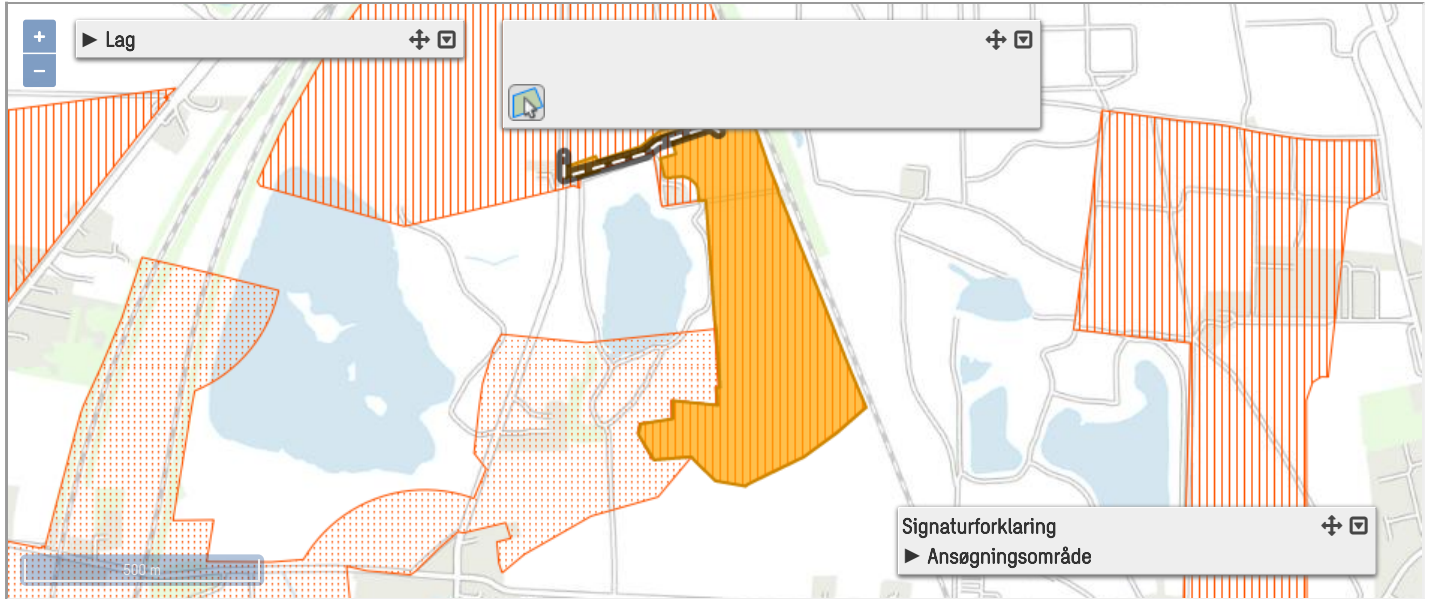 +
–
▶ Lag
500 m
Signaturforklaring
▶ Ansøgningsområde